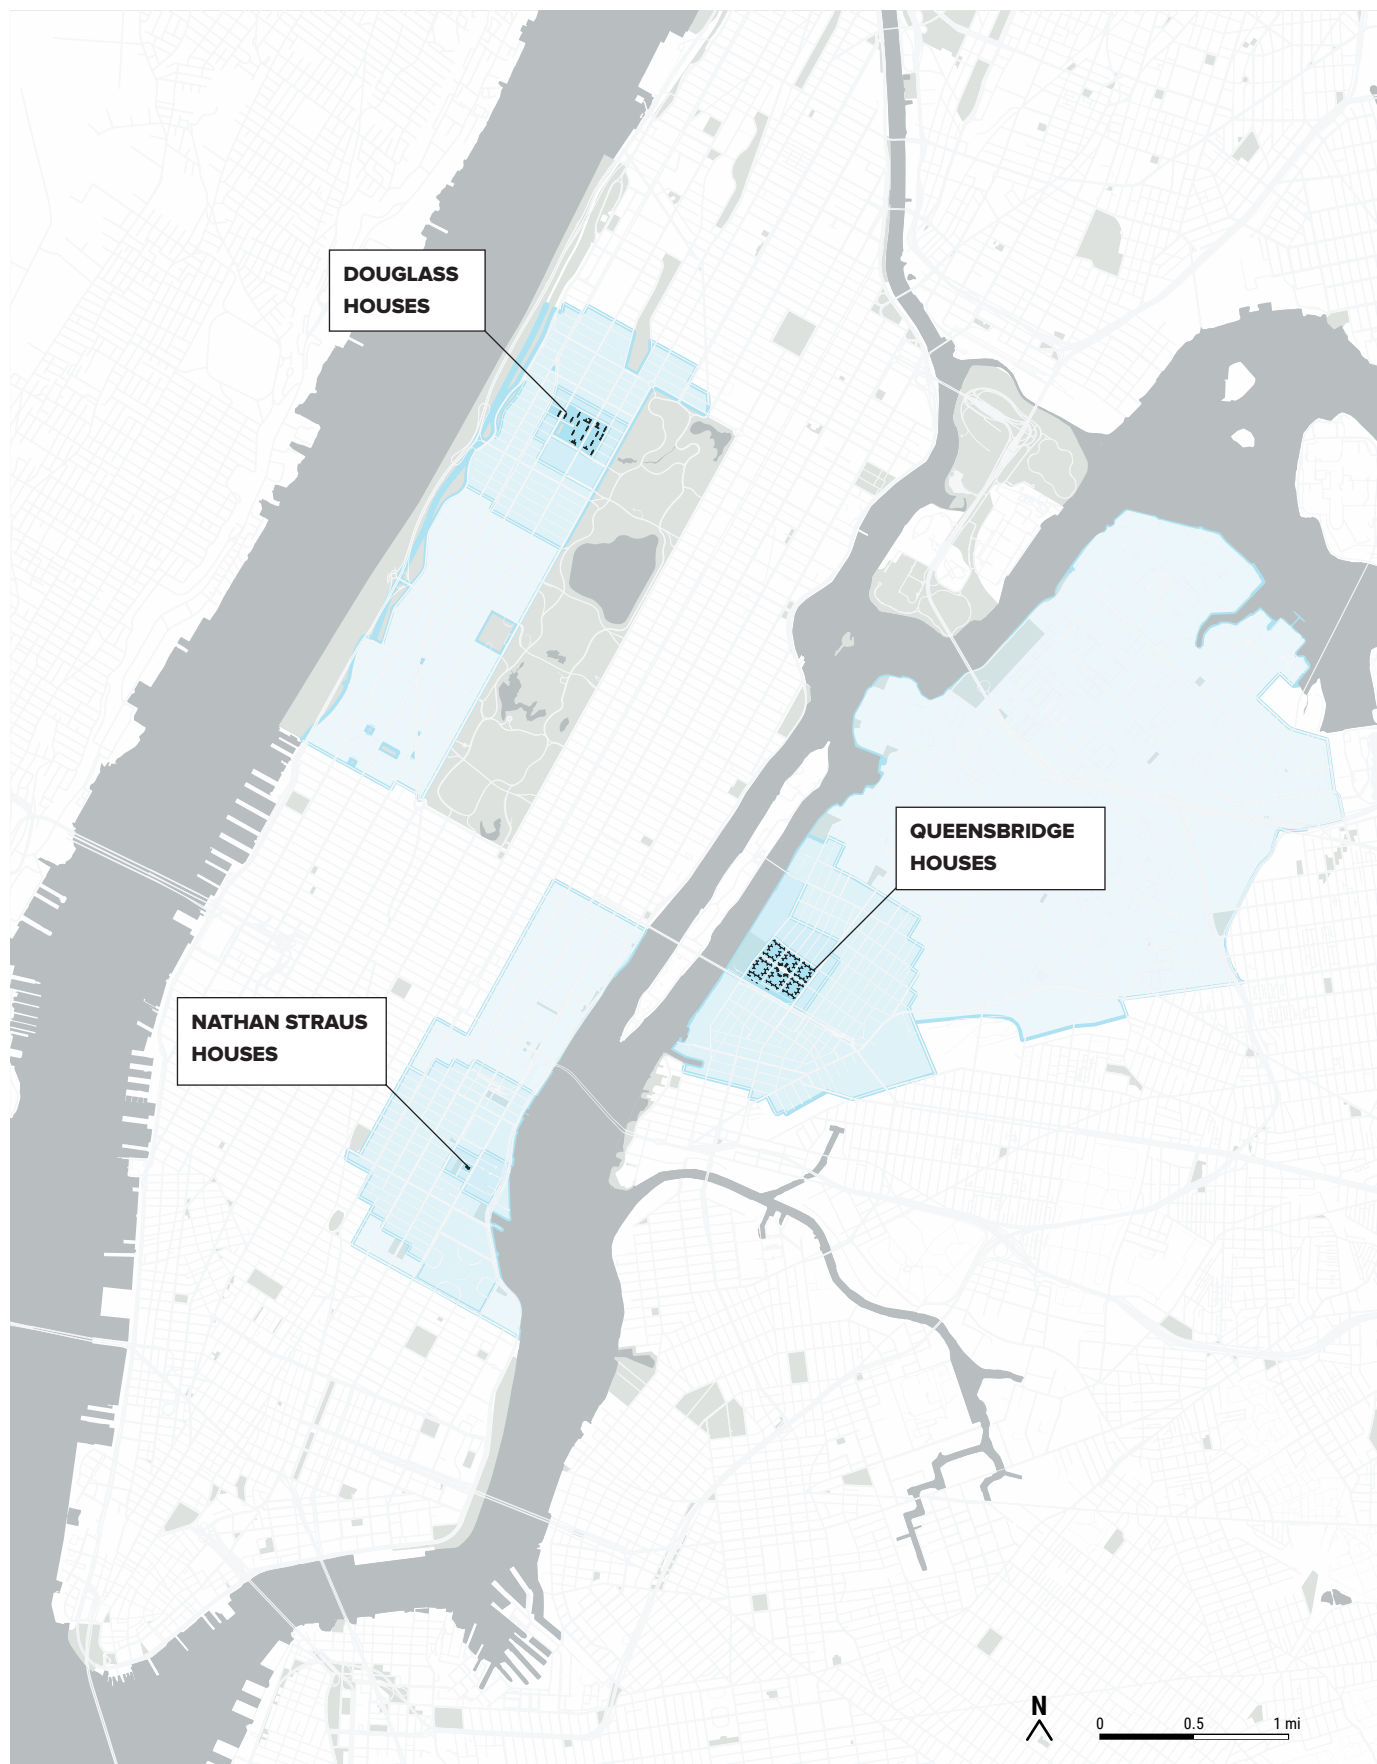 DOUGLASS
HOUSES
QUEENSBRIDGE
HOUSES
NATHAN STRAUS
HOUSES
N
0 0.5 1 mi